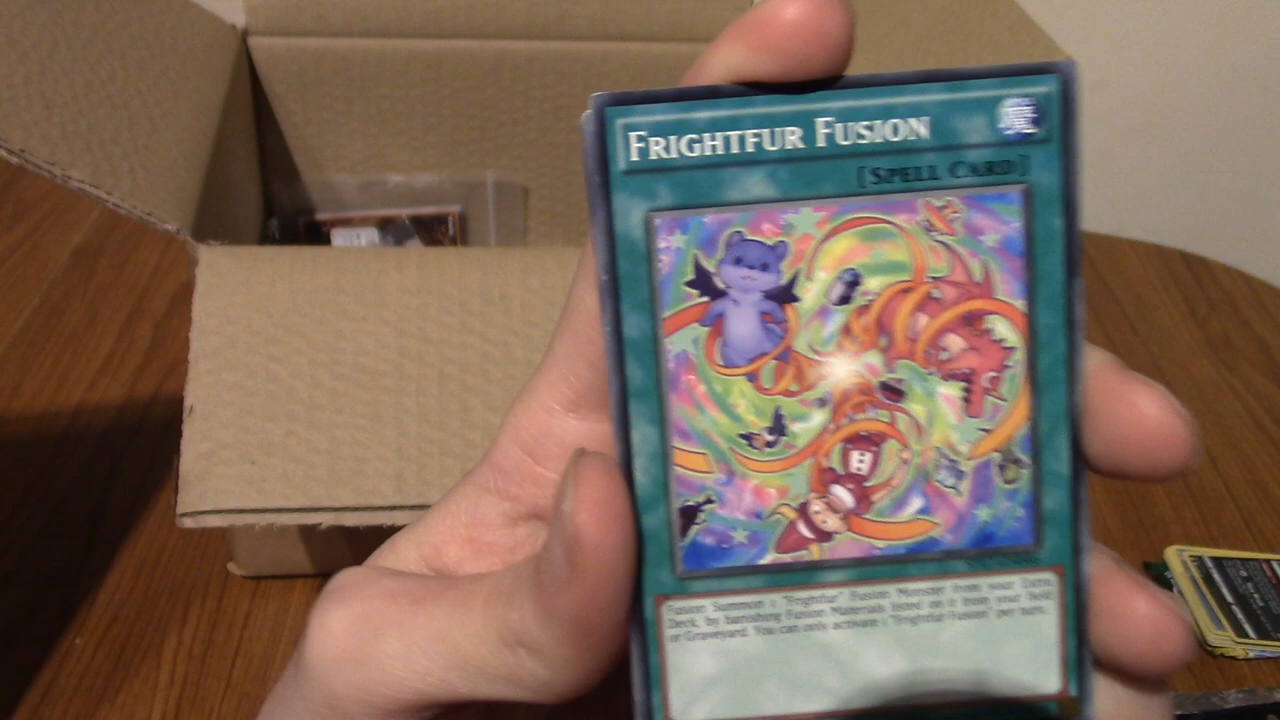 FRIGHTFUR FUSION
魔
[SPELL CARD]
Fusion Summon 1 "Frightfur" Fusion Monster from your Extra
Deck, by banishing Fusion Materials listed on it from your field
or Graveyard. You can only activate 1 "Frightfur Fusion" per turn.